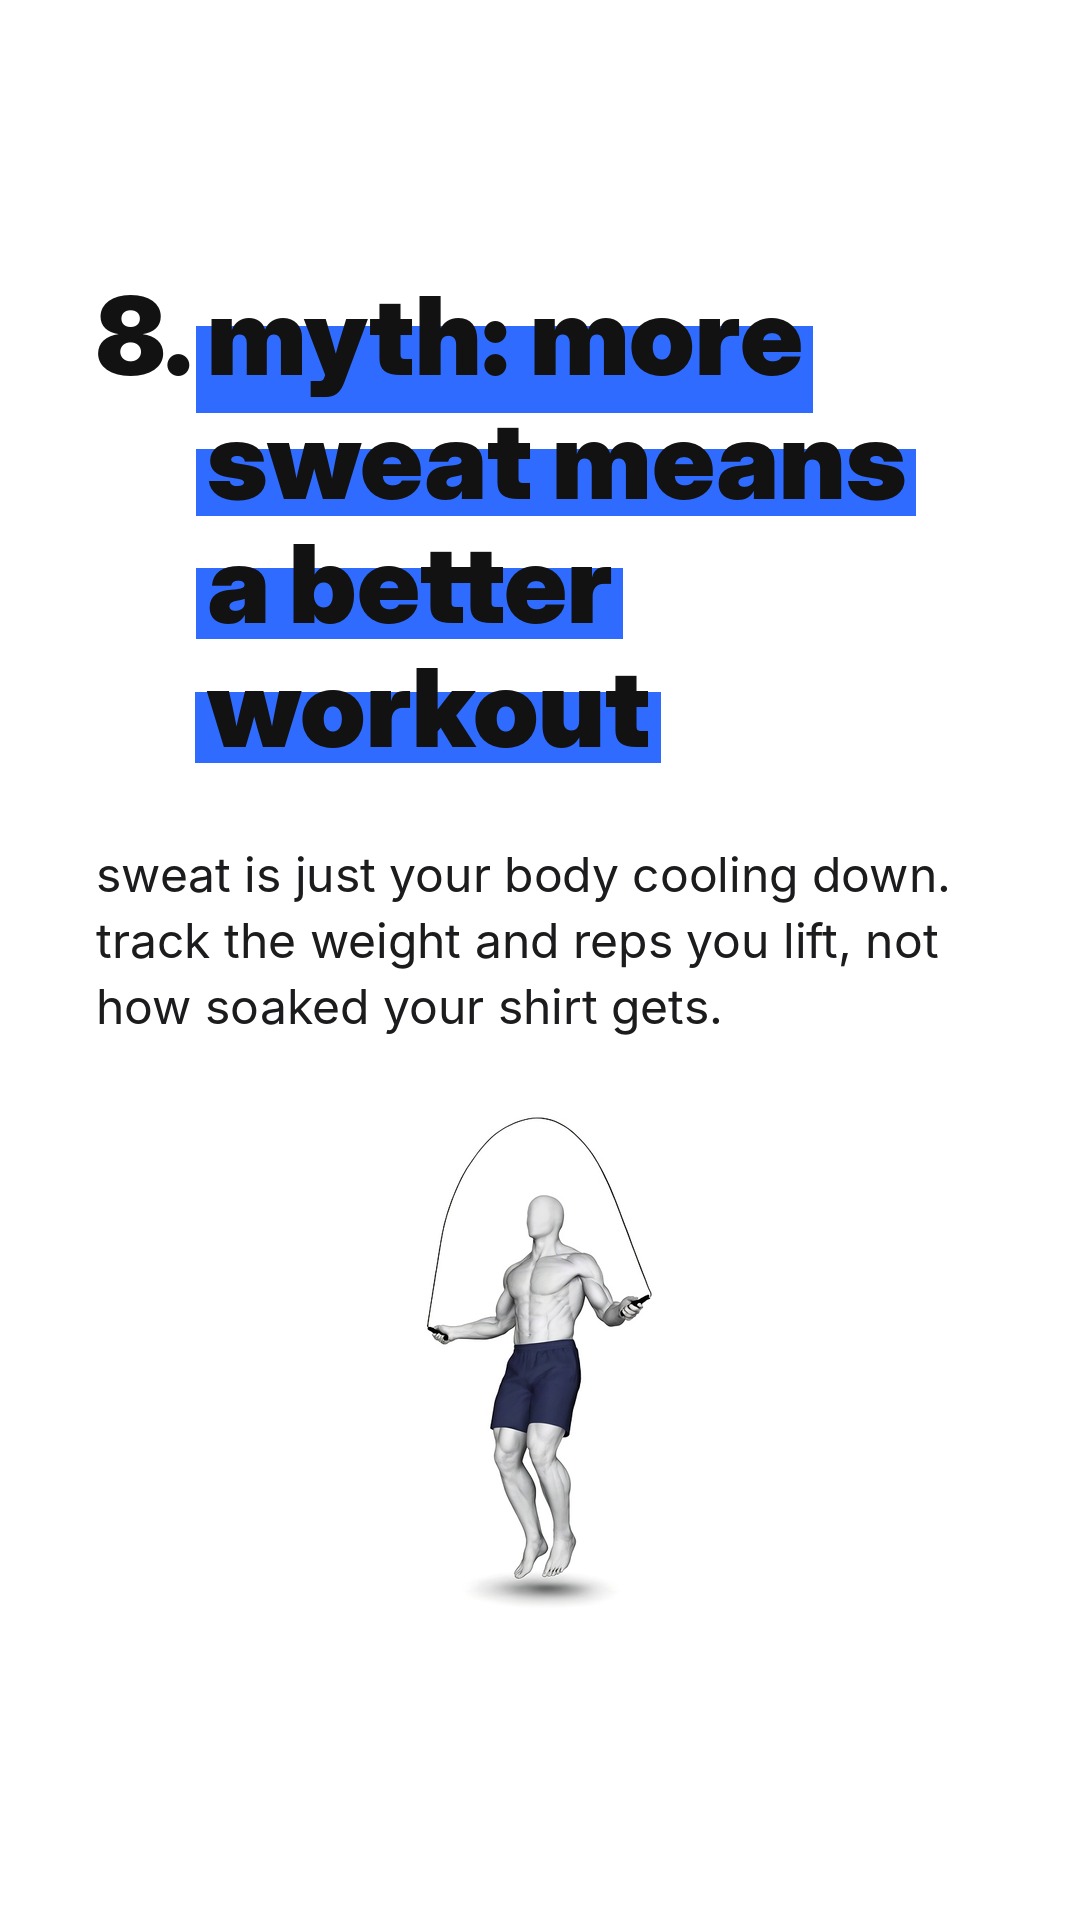 8. myth: more
sweat means
a better
workout
sweat is just your body cooling down.
track the weight and reps you lift, not
how soaked your shirt gets.